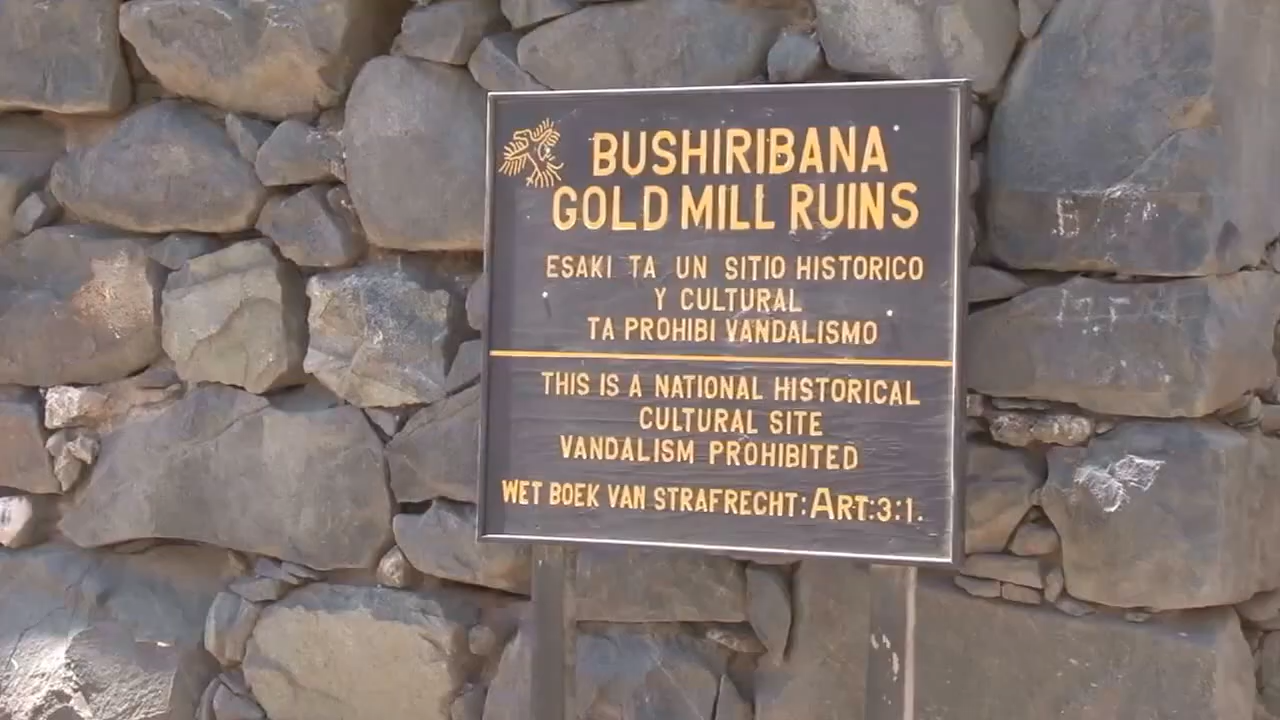 BUSHIRIBANA
GOLD MILL RUINS
ESAKI TA UN SITIO HISTORICO
Y CULTURAL
TA PROHIBI VANDALISMO
THIS IS A NATIONAL HISTORICAL
CULTURAL SITE
VANDALISM PROHIBITED
WET BOEK VAN STRAFRECHT: ART:3:1.